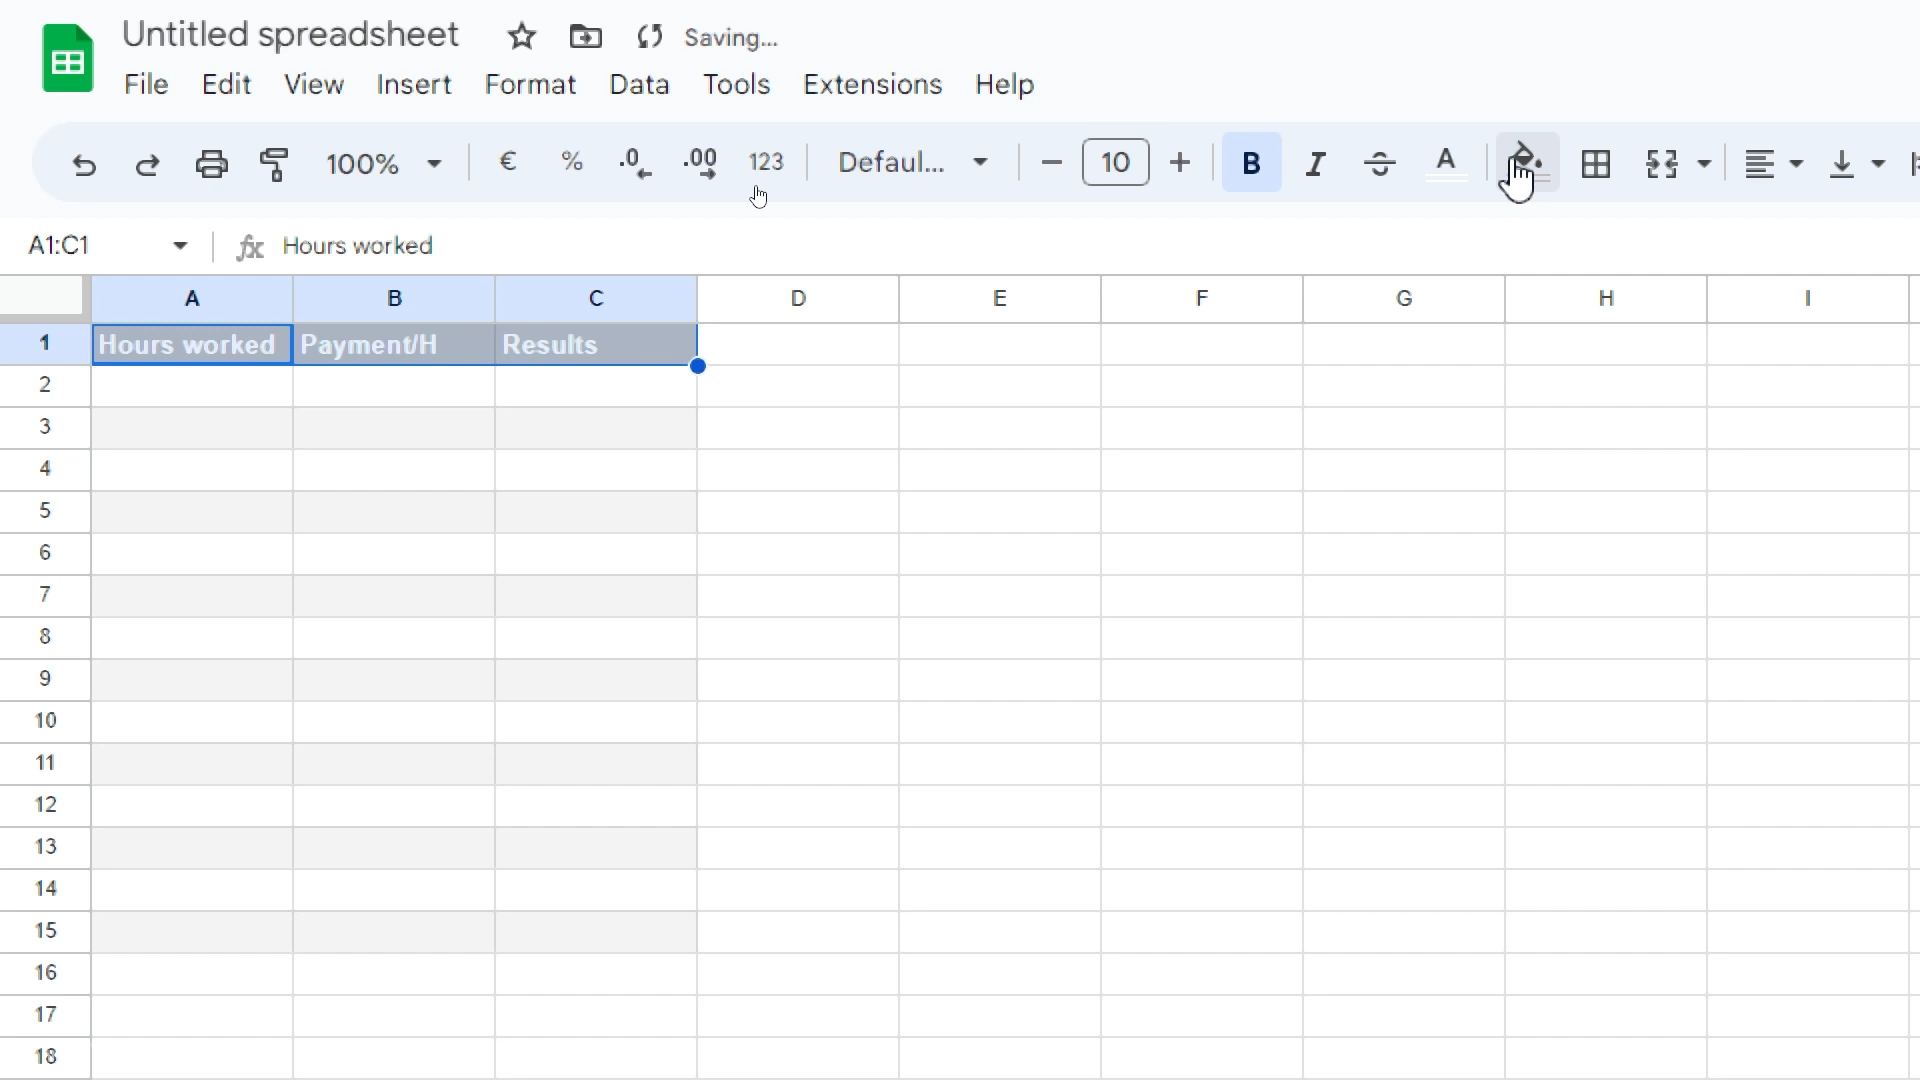 Untitled spreadsheet Saving...
File Edit View Insert Format Data Tools Extensions Help
100% € % .0 .00 123 Defaul... 10 B I S A
A1:C1 fx Hours worked
A B C D E F G H I
1 Hours worked Payment/H Results
2
3
4
5
6
7
8
9
10
11
12
13
14
15
16
17
18